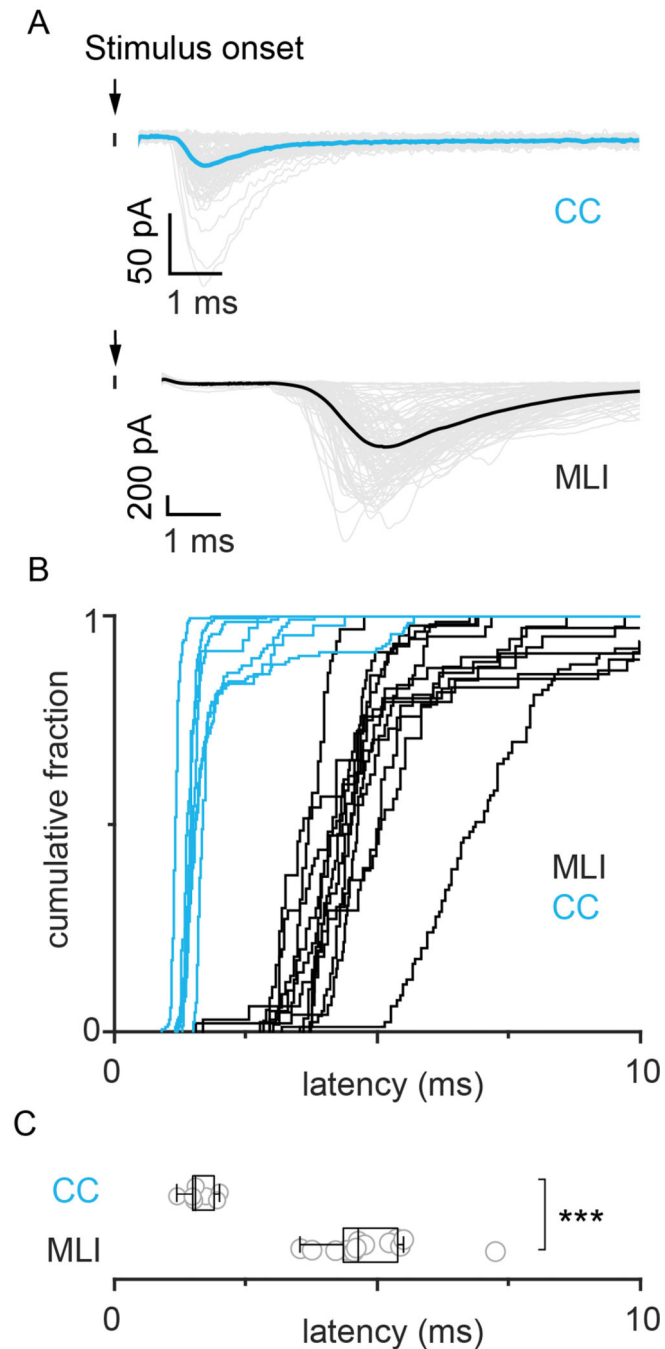 A
Stimulus onset
CC
50 pA
1 ms
MLI
200 pA
1 ms
B
1
cumulative fraction
MLI
CC
0
0
10
latency (ms)
C
CC
***
MLI
0
10
latency (ms)